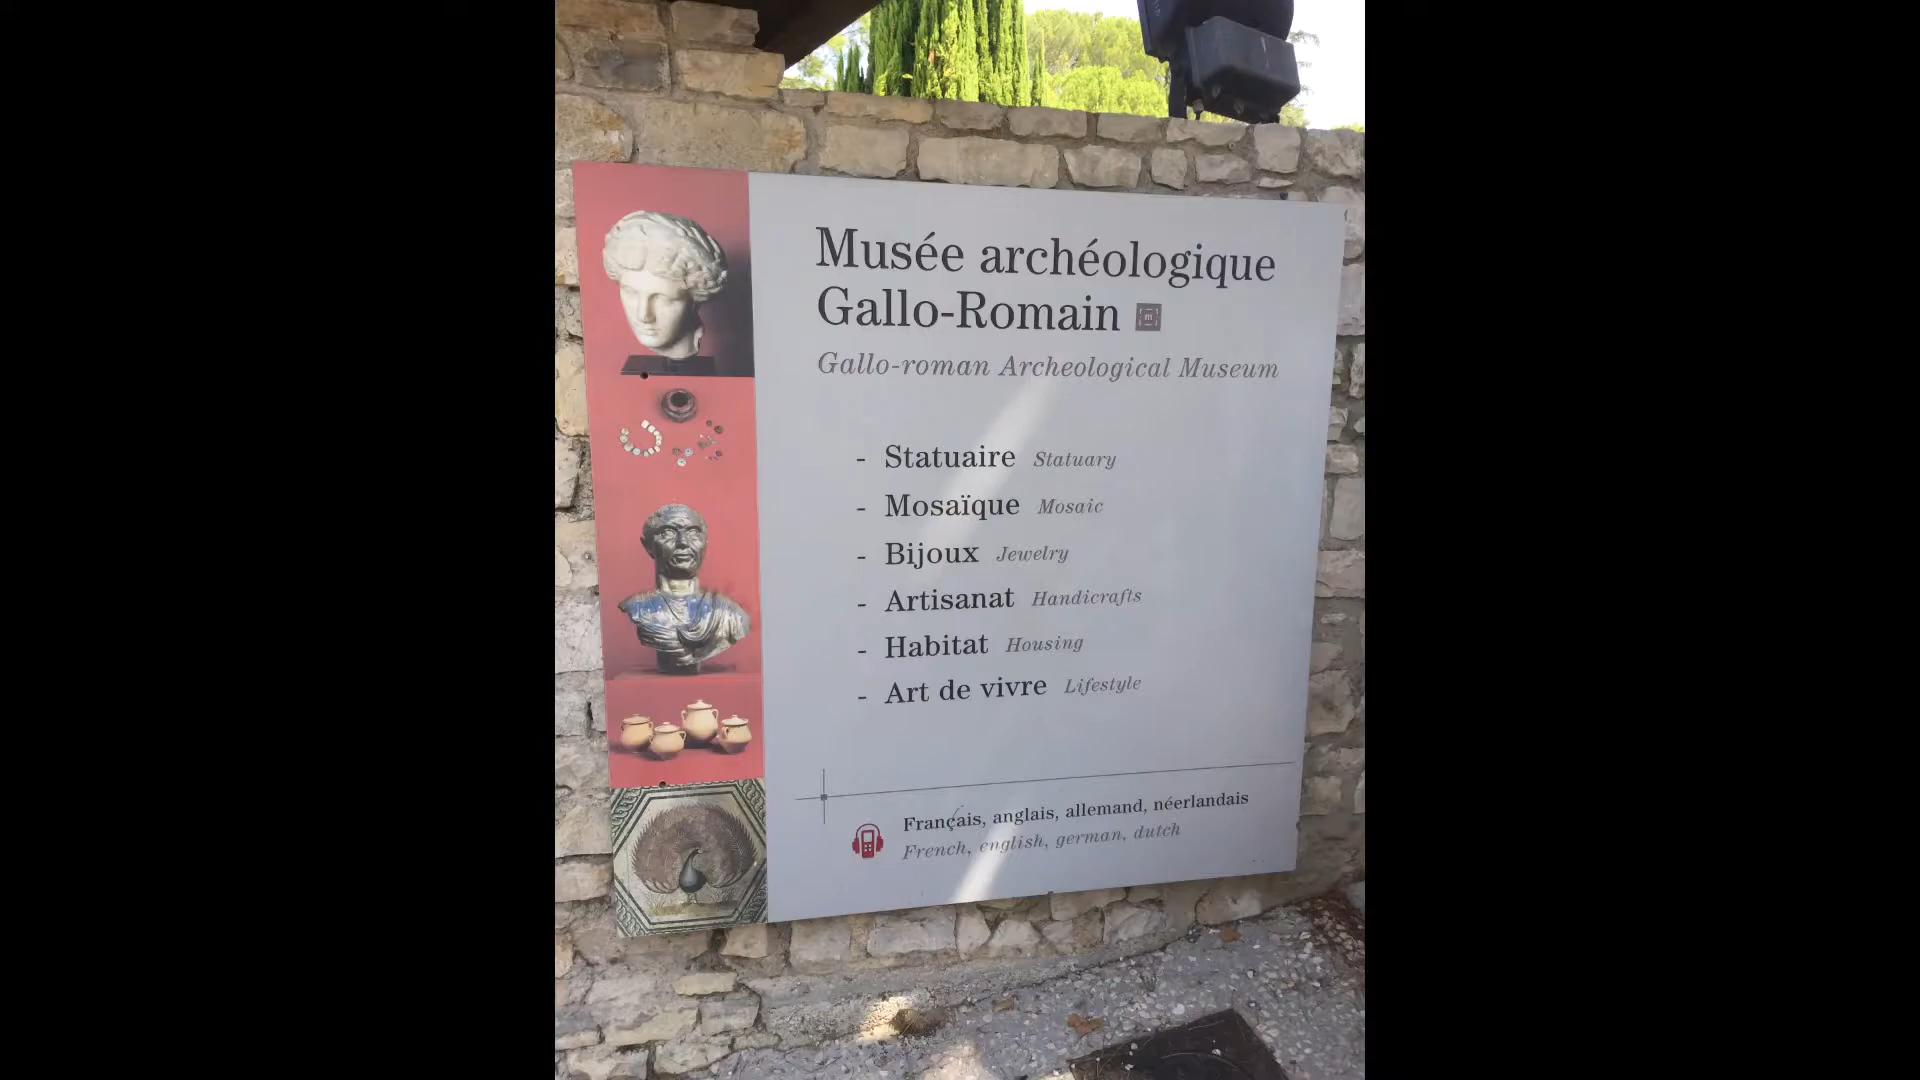 Musée archéologique
Gallo-Romain m
Gallo-roman Archeological Museum
- Statuaire Statuary
- Mosaïque Mosaic
- Bijoux Jewelry
- Artisanat Handicrafts
- Habitat Housing
- Art de vivre Lifestyle
Français, anglais, allemand, néerlandais
French, english, german, dutch